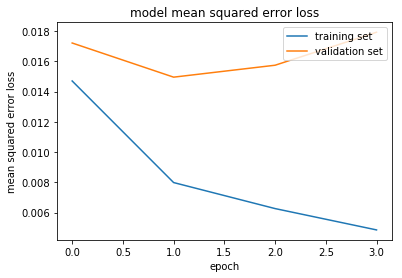 model mean squared error loss
training set
validation set
mean squared error loss
0.018
0.016
0.014
0.012
0.010
0.008
0.006
0.0 0.5 1.0 1.5 2.0 2.5 3.0
epoch